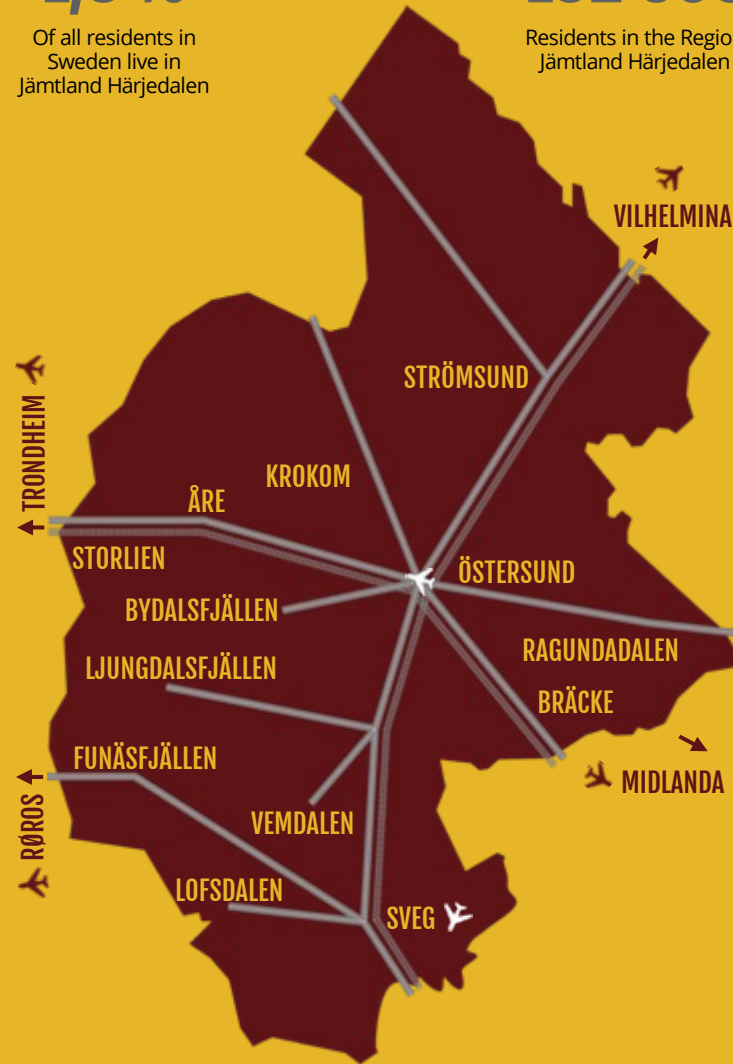 Of all residents in
Sweden live in
Jämtland Härjedalen
Residents in the Regio
Jämtland Härjedalen
VILHELMINA
STRÖMSUND
TRONDHEIM
KROKOM
ÅRE
STORLIEN
ÖSTERSUND
BYDALSFJÄLLEN
RAGUNDADALEN
LJUNGDALSFJÄLLEN
BRÄCKE
FUNÄSFJÄLLEN
MIDLANDA
RØROS
VEMDALEN
LOFSDALEN
SVEG